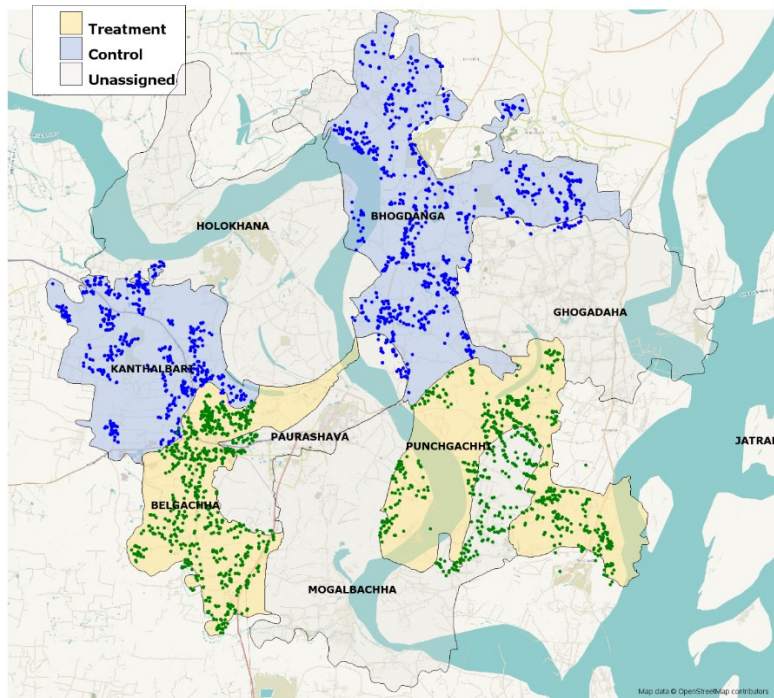 Treatment
Control
Unassigned
BHOGDANGA
HOLOKHANA
GHOGADAHA
KANTHALBARI
PAURASHAVA
PUNCHGACHHI
JATRA
BELGACHHA
MOGALBACHHA
Map data © OpenStreetMap contributors